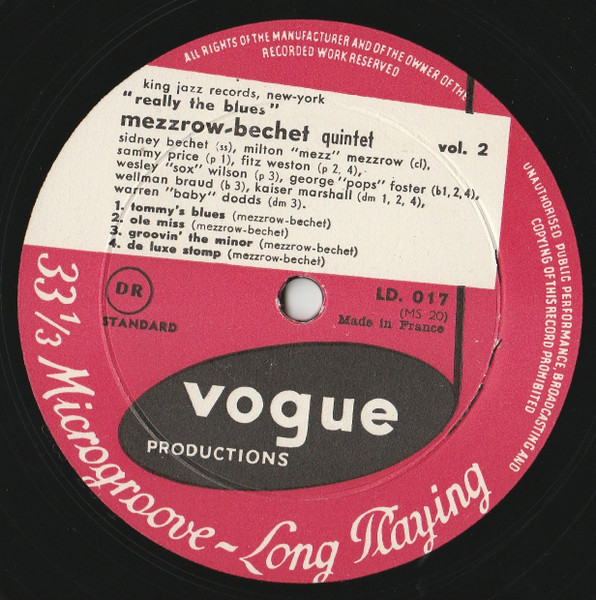 ALL RIGHTS OF THE MANUFACTURER AND OF THE OWNER OF THE
RECORDED WORK RESERVED
king jazz records, new-york
"really the blues"
mezzrow-bechet quintet vol. 2
sidney bechet (ss), milton "mezz" mezzrow (cl),
sammy price (p 1), fitz weston (p 2, 4),
wesley "sox" wilson (p 3), george "pops" foster (b1, 2, 4),
wellman braud (b 3), kaiser marshall (dm 1, 2, 4),
warren "baby" dodds (dm 3).
1. tommy's blues (mezzrow-bechet)
2. ole miss (mezzrow-bechet)
3. groovin' the minor (mezzrow-bechet)
4. de luxe stomp (mezzrow-bechet)
DR
STANDARD
LD. 017
(MS 20)
Made in France
vogue
PRODUCTIONS
UNAUTHORISED PUBLIC PERFORMANCE, BROADCASTING AND
COPYING OF THIS RECORD PROHIBITED
33 1/3 Microgroove ~ Long Playing